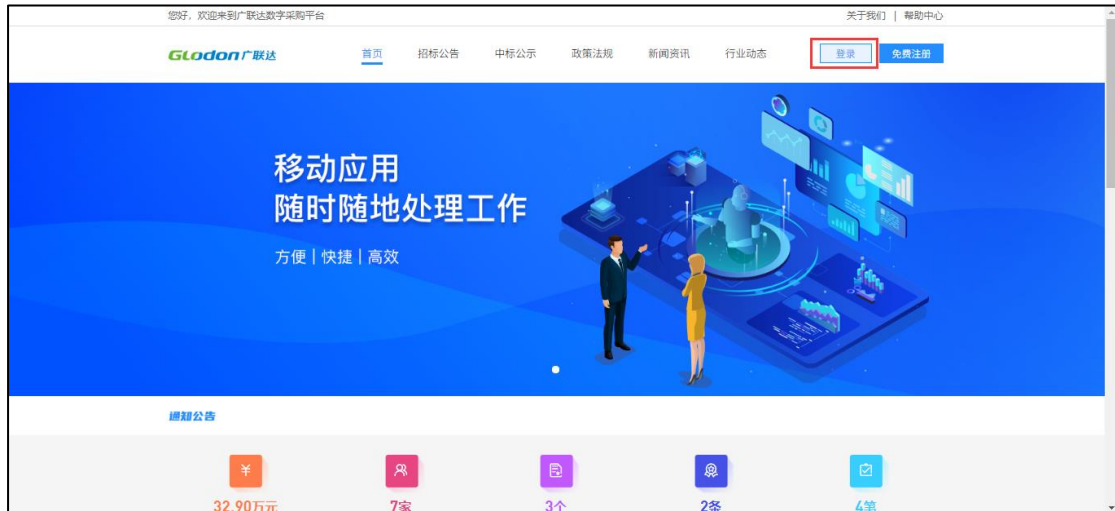 您好，欢迎来到广联达数字采购平台
关于我们 | 帮助中心
GLodon广联达
首页 招标公告 中标公示 政策法规 新闻资讯 行业动态 登录 免费注册
移动应用
随时随地处理工作
方便 | 快捷 | 高效
通知公告
32.90万元 7家 3个 2条 4笔